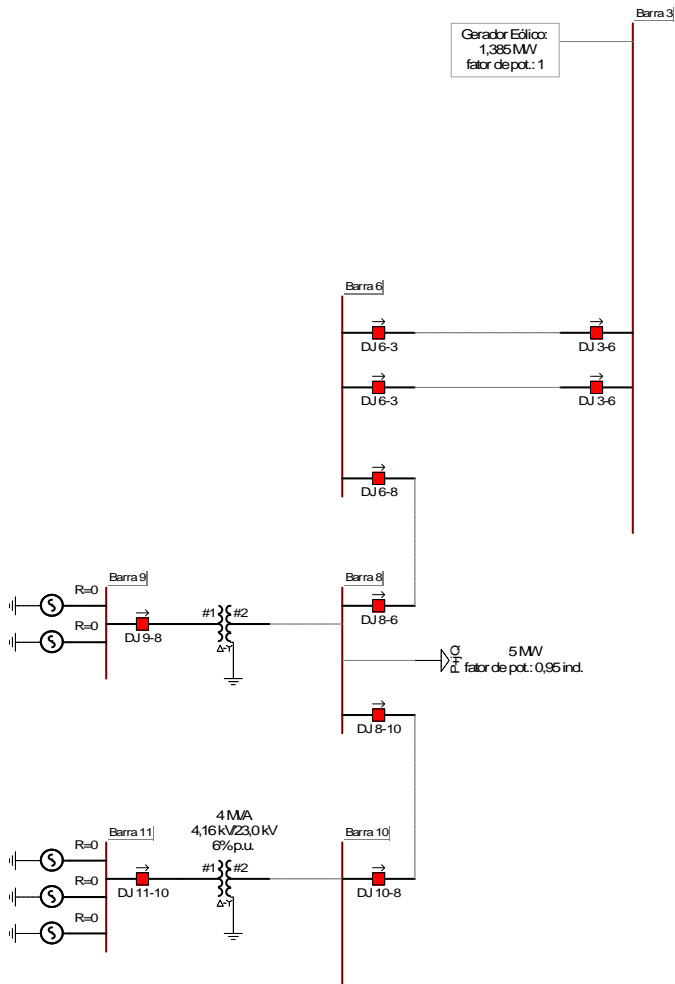 Barra 3
Gerador Eólico:
1,385 MW
fator de pot.: 1
Barra 6
DJ 6-3
DJ 3-6
DJ 6-3
DJ 3-6
DJ 6-8
Barra 9
Barra 8
R=0
#1 #2
DJ 9-8
Δ-Y
DJ 8-6
R=0
P+jQ
5 MW
fator de pot.: 0,95 ind.
DJ 8-10
4 MVA
4,16 kV/23,0 kV
6% p.u.
Barra 11
Barra 10
R=0
#1 #2
DJ 11-10
Δ-Y
DJ 10-8
R=0
R=0